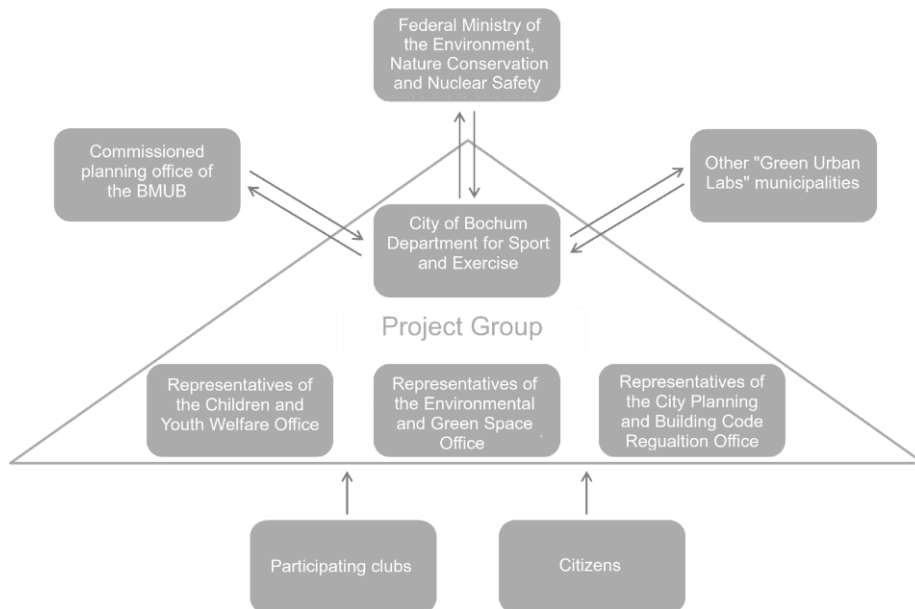 Federal Ministry of
the Environment,
Nature Conservation
and Nuclear Safety
Commissioned
planning office of
the BMUB
Other "Green Urban
Labs" municipalities
City of Bochum
Department for Sport
and Exercise
Project Group
Representatives of
the Children and
Youth Welfare Office
Representatives of
the Environmental
and Green Space
Office
Representatives of
the City Planning
and Building Code
Regualtion Office
Participating clubs
Citizens